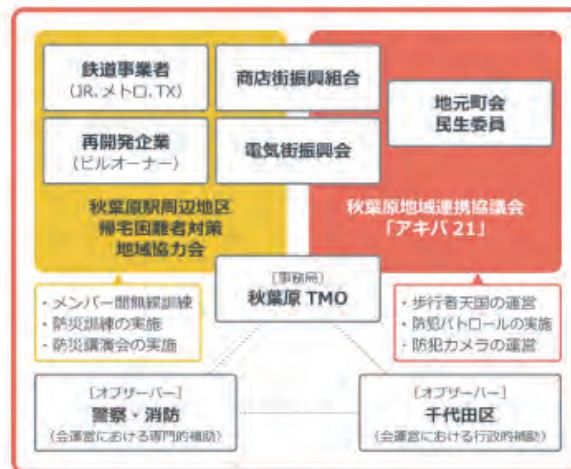 鉄道事業者
(JR、メトロ、TX)
商店街振興組合
地元町会
民生委員
再開発企業
(ビルオーナー)
電気街振興会
秋葉原駅周辺地区
帰宅困難者対策
地域協力会
秋葉原地域連携協議会
「アキバ21」
[事務局]
秋葉原 TMO
・メンバー間無線訓練
・防災訓練の実施
・防災講演会の実施
・歩行者天国の運営
・防犯パトロールの実施
・防犯カメラの運営
[オブザーバー]
警察・消防
(会運営における専門的補助)
[オブザーバー]
千代田区
(会運営における行政的補助)